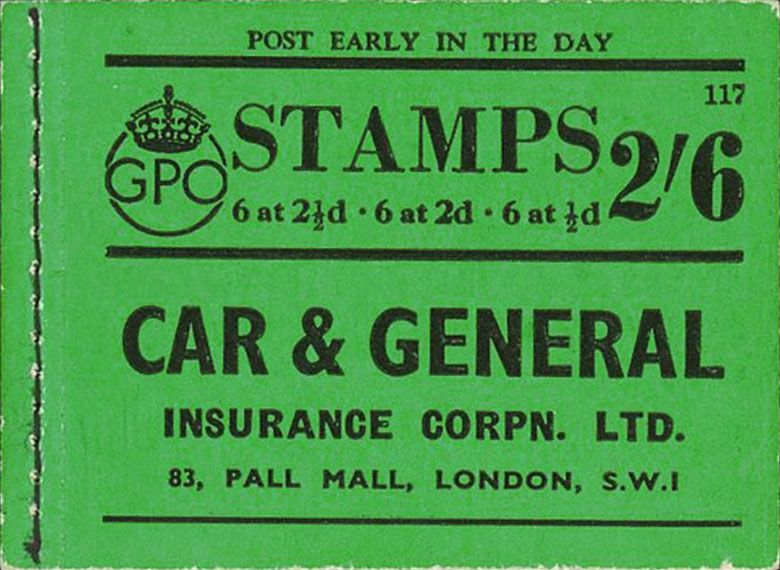 POST EARLY IN THE DAY
117
GPO
STAMPS 2/6
6 at 2½d · 6 at 2d · 6 at ½d
CAR & GENERAL
INSURANCE CORPN. LTD.
83, PALL MALL, LONDON, S.W.1